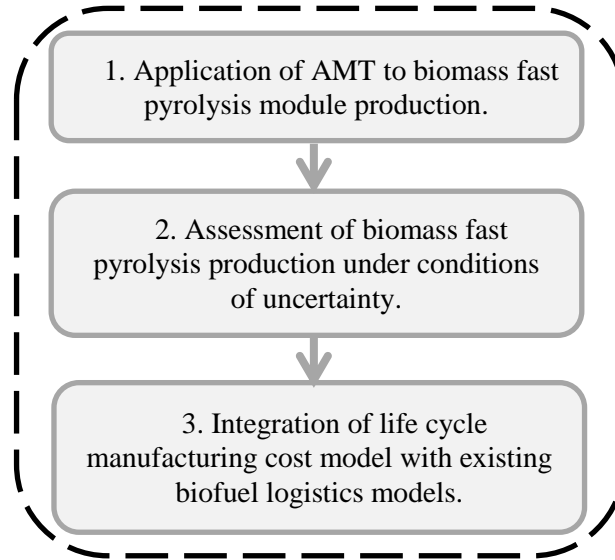 1. Application of AMT to biomass fast
pyrolysis module production.
2. Assessment of biomass fast
pyrolysis production under conditions
of uncertainty.
3. Integration of life cycle
manufacturing cost model with existing
biofuel logistics models.